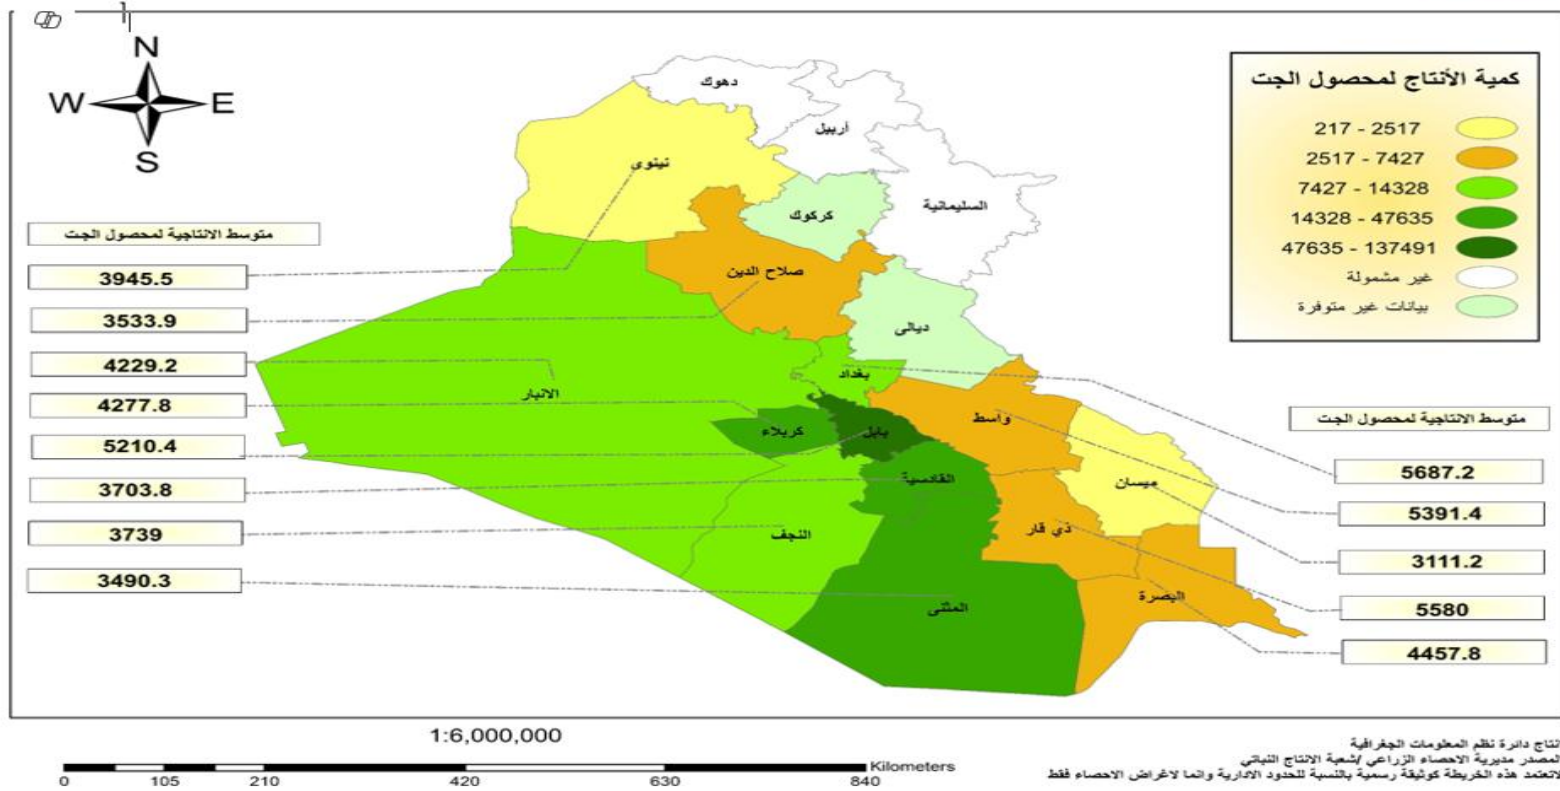 N
W E
S
كمية الأنتاج لمحصول الجت
217 - 2517
2517 - 7427
7427 - 14328
14328 - 47635
47635 - 137491
غير مشمولة
بيانات غير متوفرة
دهوك
أربيل
نينوى
السليمانية
كركوك
صلاح الدين
ديالى
بغداد
الانبار
واسط
كربلاء
بابل
القادسية
ميسان
النجف
ذي قار
المثنى
البصرة
متوسط الانتاجية لمحصول الجت
3945.5
3533.9
4229.2
4277.8
5210.4
3703.8
3739
3490.3
متوسط الانتاجية لمحصول الجت
5687.2
5391.4
3111.2
5580
4457.8
1:6,000,000
Kilometers
0 105 210 420 630 840
نتاج دائرة نظم المعلومات الجغرافية
المصدر مديرية الاحصاء الزراعي /شعبة الانتاج النباتي
لاتعتمد هذه الخريطة كوثيقة رسمية بالنسبة للحدود الادارية وانما لاغراض الاحصاء فقط